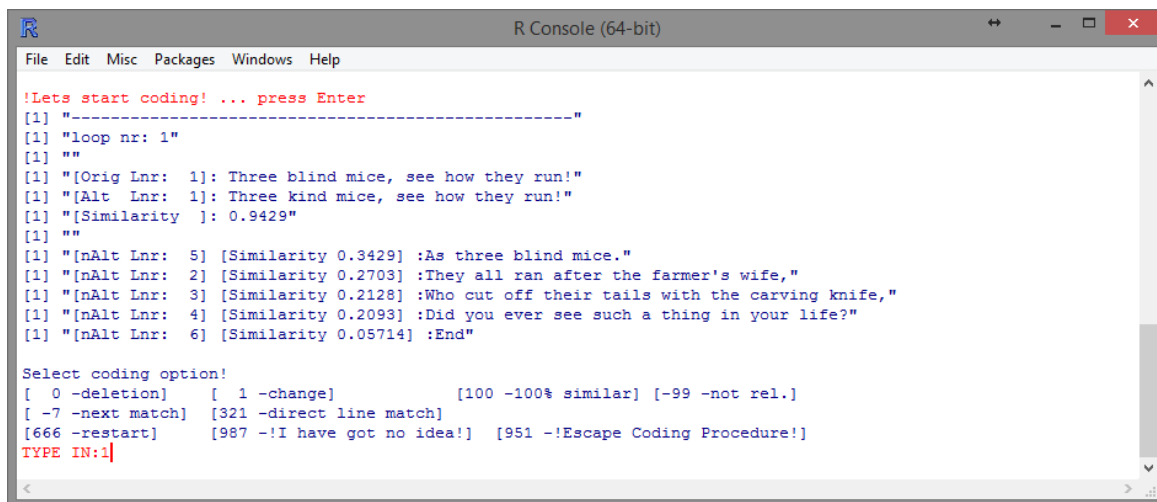 R Console (64-bit)
File Edit Misc Packages Windows Help
!Lets start coding! ... press Enter
[1] "---------------------------------------------------"
[1] "loop nr: 1"
[1] ""
[1] "[Orig Lnr:  1]: Three blind mice, see how they run!"
[1] "[Alt  Lnr:  1]: Three kind mice, see how they run!"
[1] "[Similarity  ]: 0.9429"
[1] ""
[1] "[nAlt Lnr:  5] [Similarity 0.3429] :As three blind mice."
[1] "[nAlt Lnr:  2] [Similarity 0.2703] :They all ran after the farmer's wife,"
[1] "[nAlt Lnr:  3] [Similarity 0.2128] :Who cut off their tails with the carving knife,"
[1] "[nAlt Lnr:  4] [Similarity 0.2093] :Did you ever see such a thing in your life?"
[1] "[nAlt Lnr:  6] [Similarity 0.05714] :End"
Select coding option!
[  0 -deletion]    [  1 -change]            [100 -100% similar] [-99 -not rel.]
[ -7 -next match]  [321 -direct line match]
[666 -restart]     [987 -!I have got no idea!]  [951 -!Escape Coding Procedure!]
TYPE IN:1